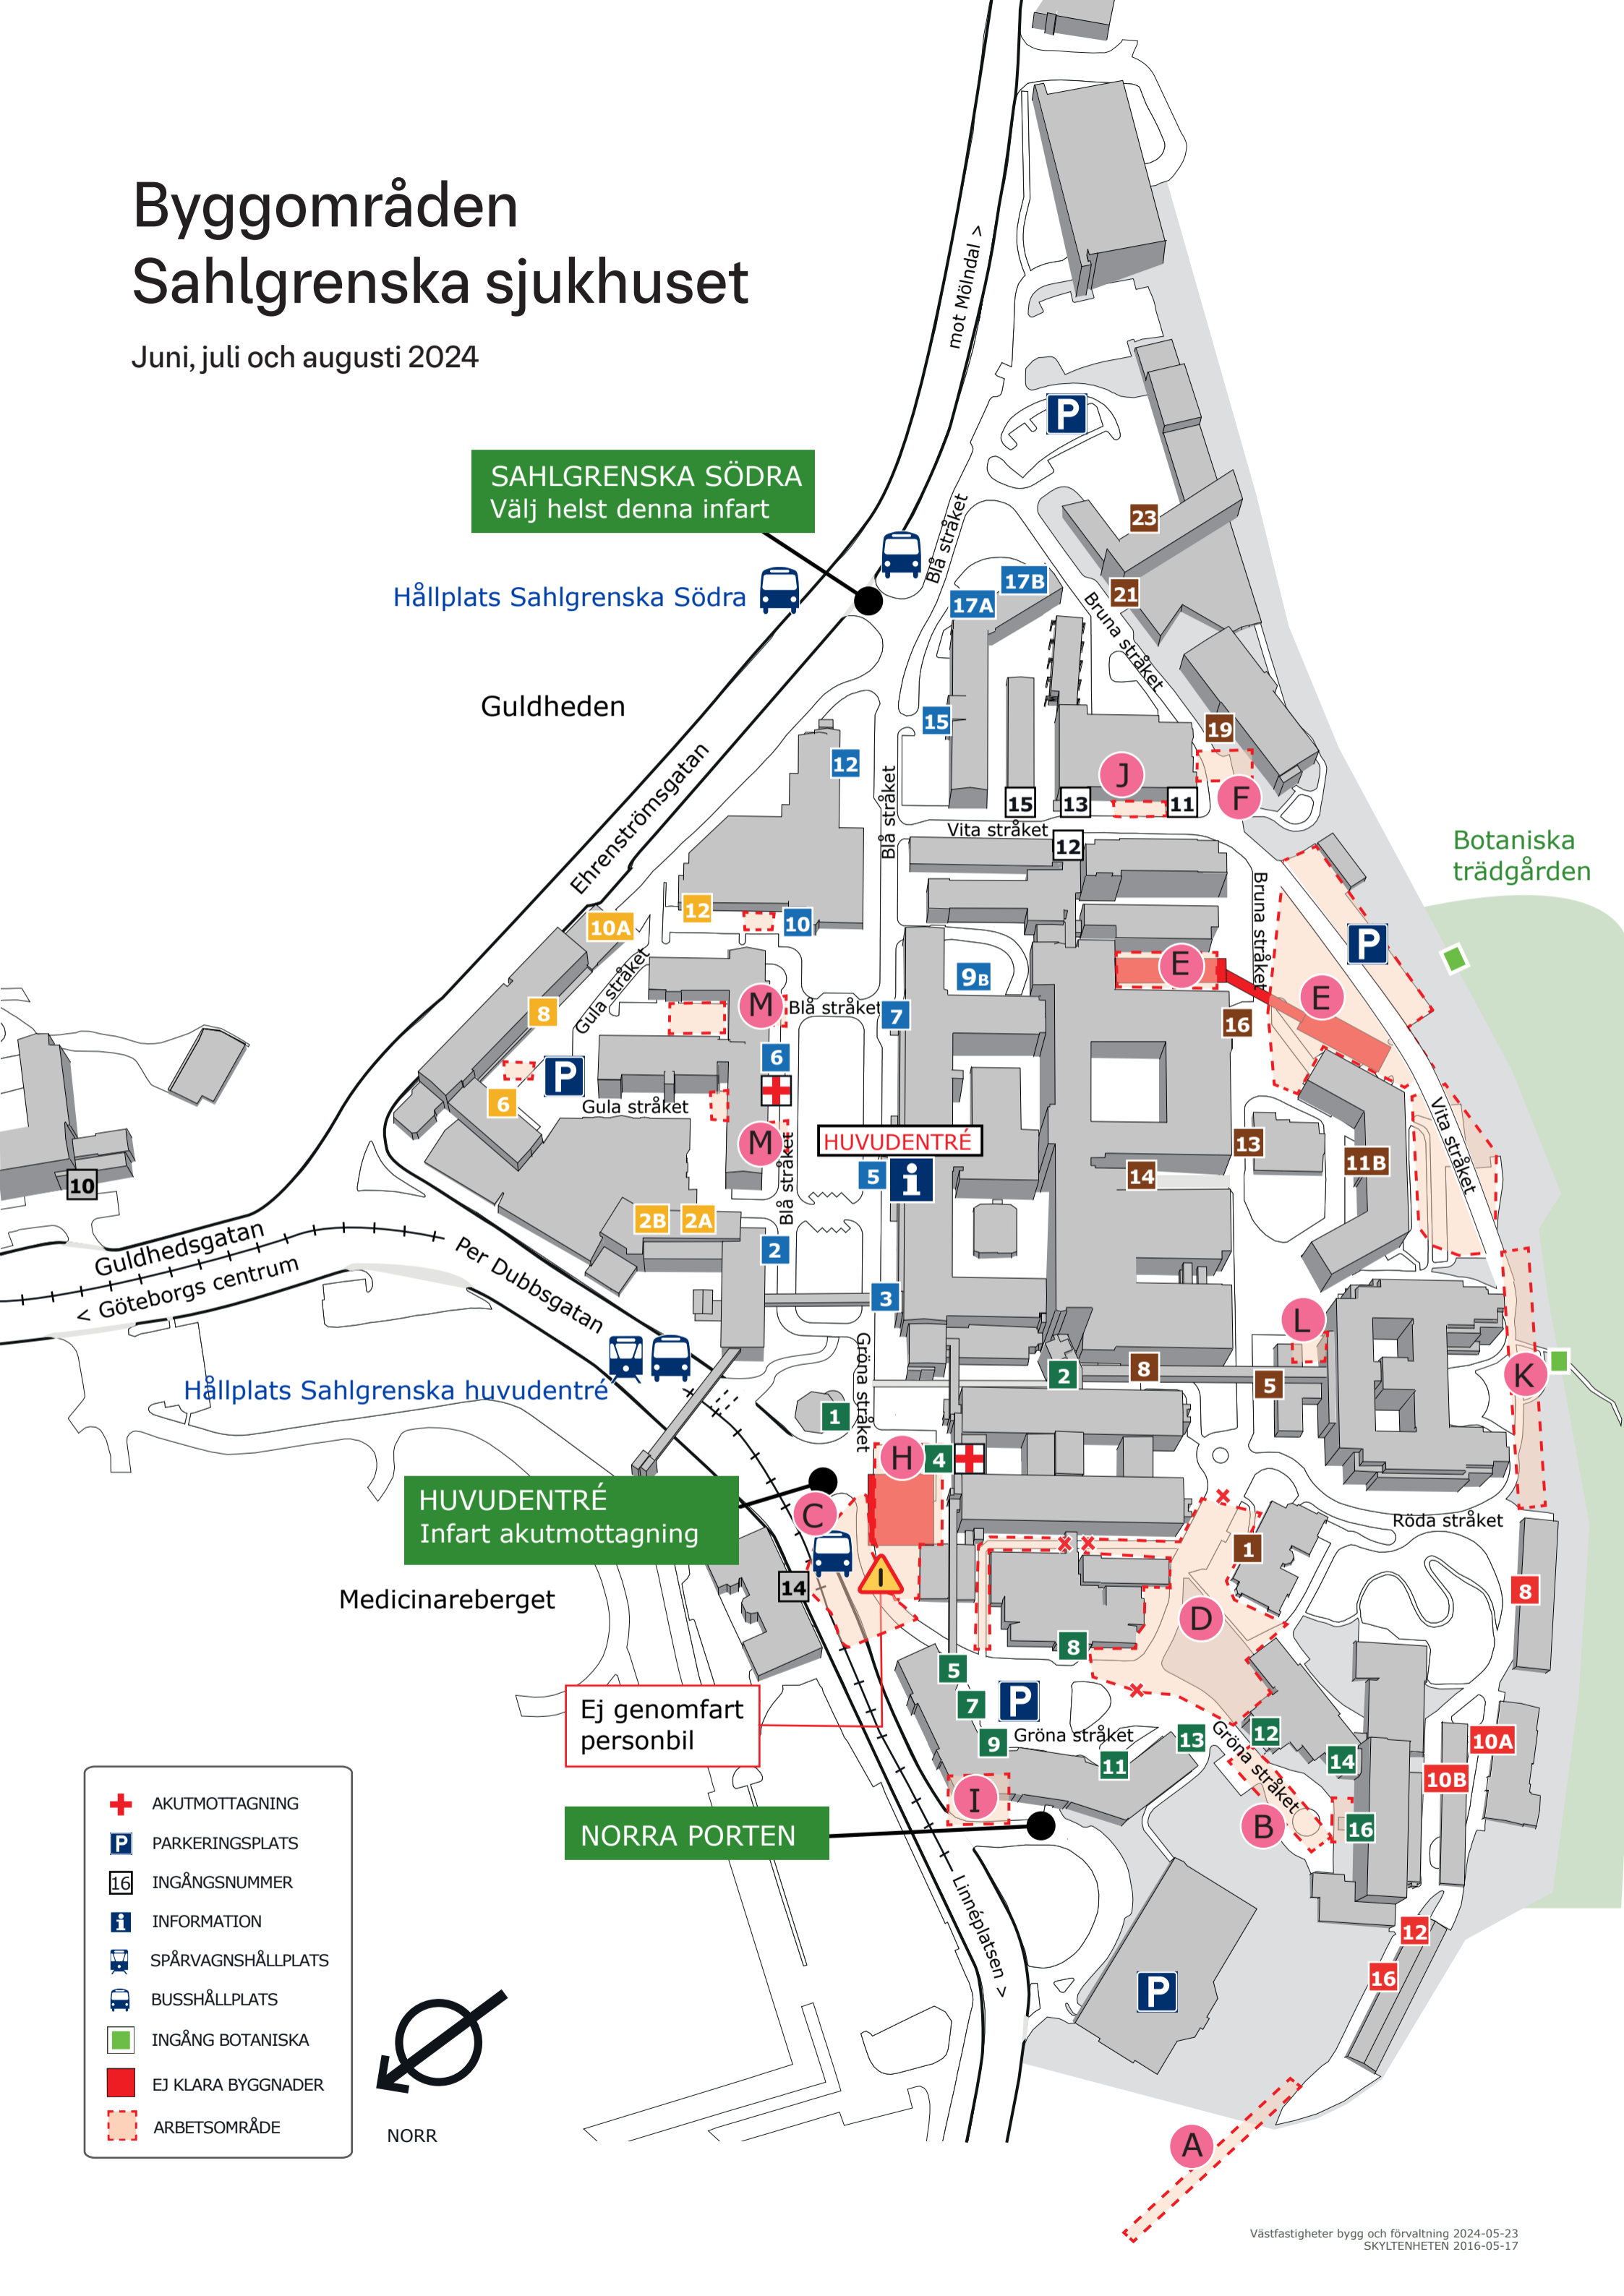 Byggområden
Sahlgrenska sjukhuset
Juni, juli och augusti 2024
mot Mölndal >
P
SAHLGRENSKA SÖDRA
Välj helst denna infart
Blå stråket
23
Hållplats Sahlgrenska Södra
17B
17A
21
Bruna stråket
Guldheden
15
19
12
J
F
Ehrenströmsgatan
Blå stråket
15
13
11
Vita stråket
12
Botaniska
trädgården
Bruna stråket
12
10
10A
P
E
9B
E
Gula stråket
M
Blå stråket
7
8
16
6
P
6
Gula stråket
Vita stråket
M
HUVUDENTRÉ
13
11B
Blå stråket
5
i
14
10
2B
2A
2
Guldhedsgatan
< Göteborgs centrum
Per Dubbsgatan
3
L
Gröna stråket
K
2
8
5
Hållplats Sahlgrenska huvudentré
1
H
4
HUVUDENTRÉ
Infart akutmottagning
C
Röda stråket
1
14
8
Medicinareberget
D
8
5
Ej genomfart
personbil
7
P
9
Gröna stråket
13
12
11
14
Gröna stråket
10A
10B
I
B
16
NORRA PORTEN
Linnéplatsen >
12
16
P
AKUTMOTTAGNING
P
PARKERINGSPLATS
16
INGÅNGSNUMMER
i
INFORMATION
SPÅRVAGNSHÅLLPLATS
BUSSHÅLLPLATS
INGÅNG BOTANISKA
EJ KLARA BYGGNADER
ARBETSOMRÅDE
NORR
A
Västfastigheter bygg och förvaltning 2024-05-23
SKYLTENHETEN 2016-05-17